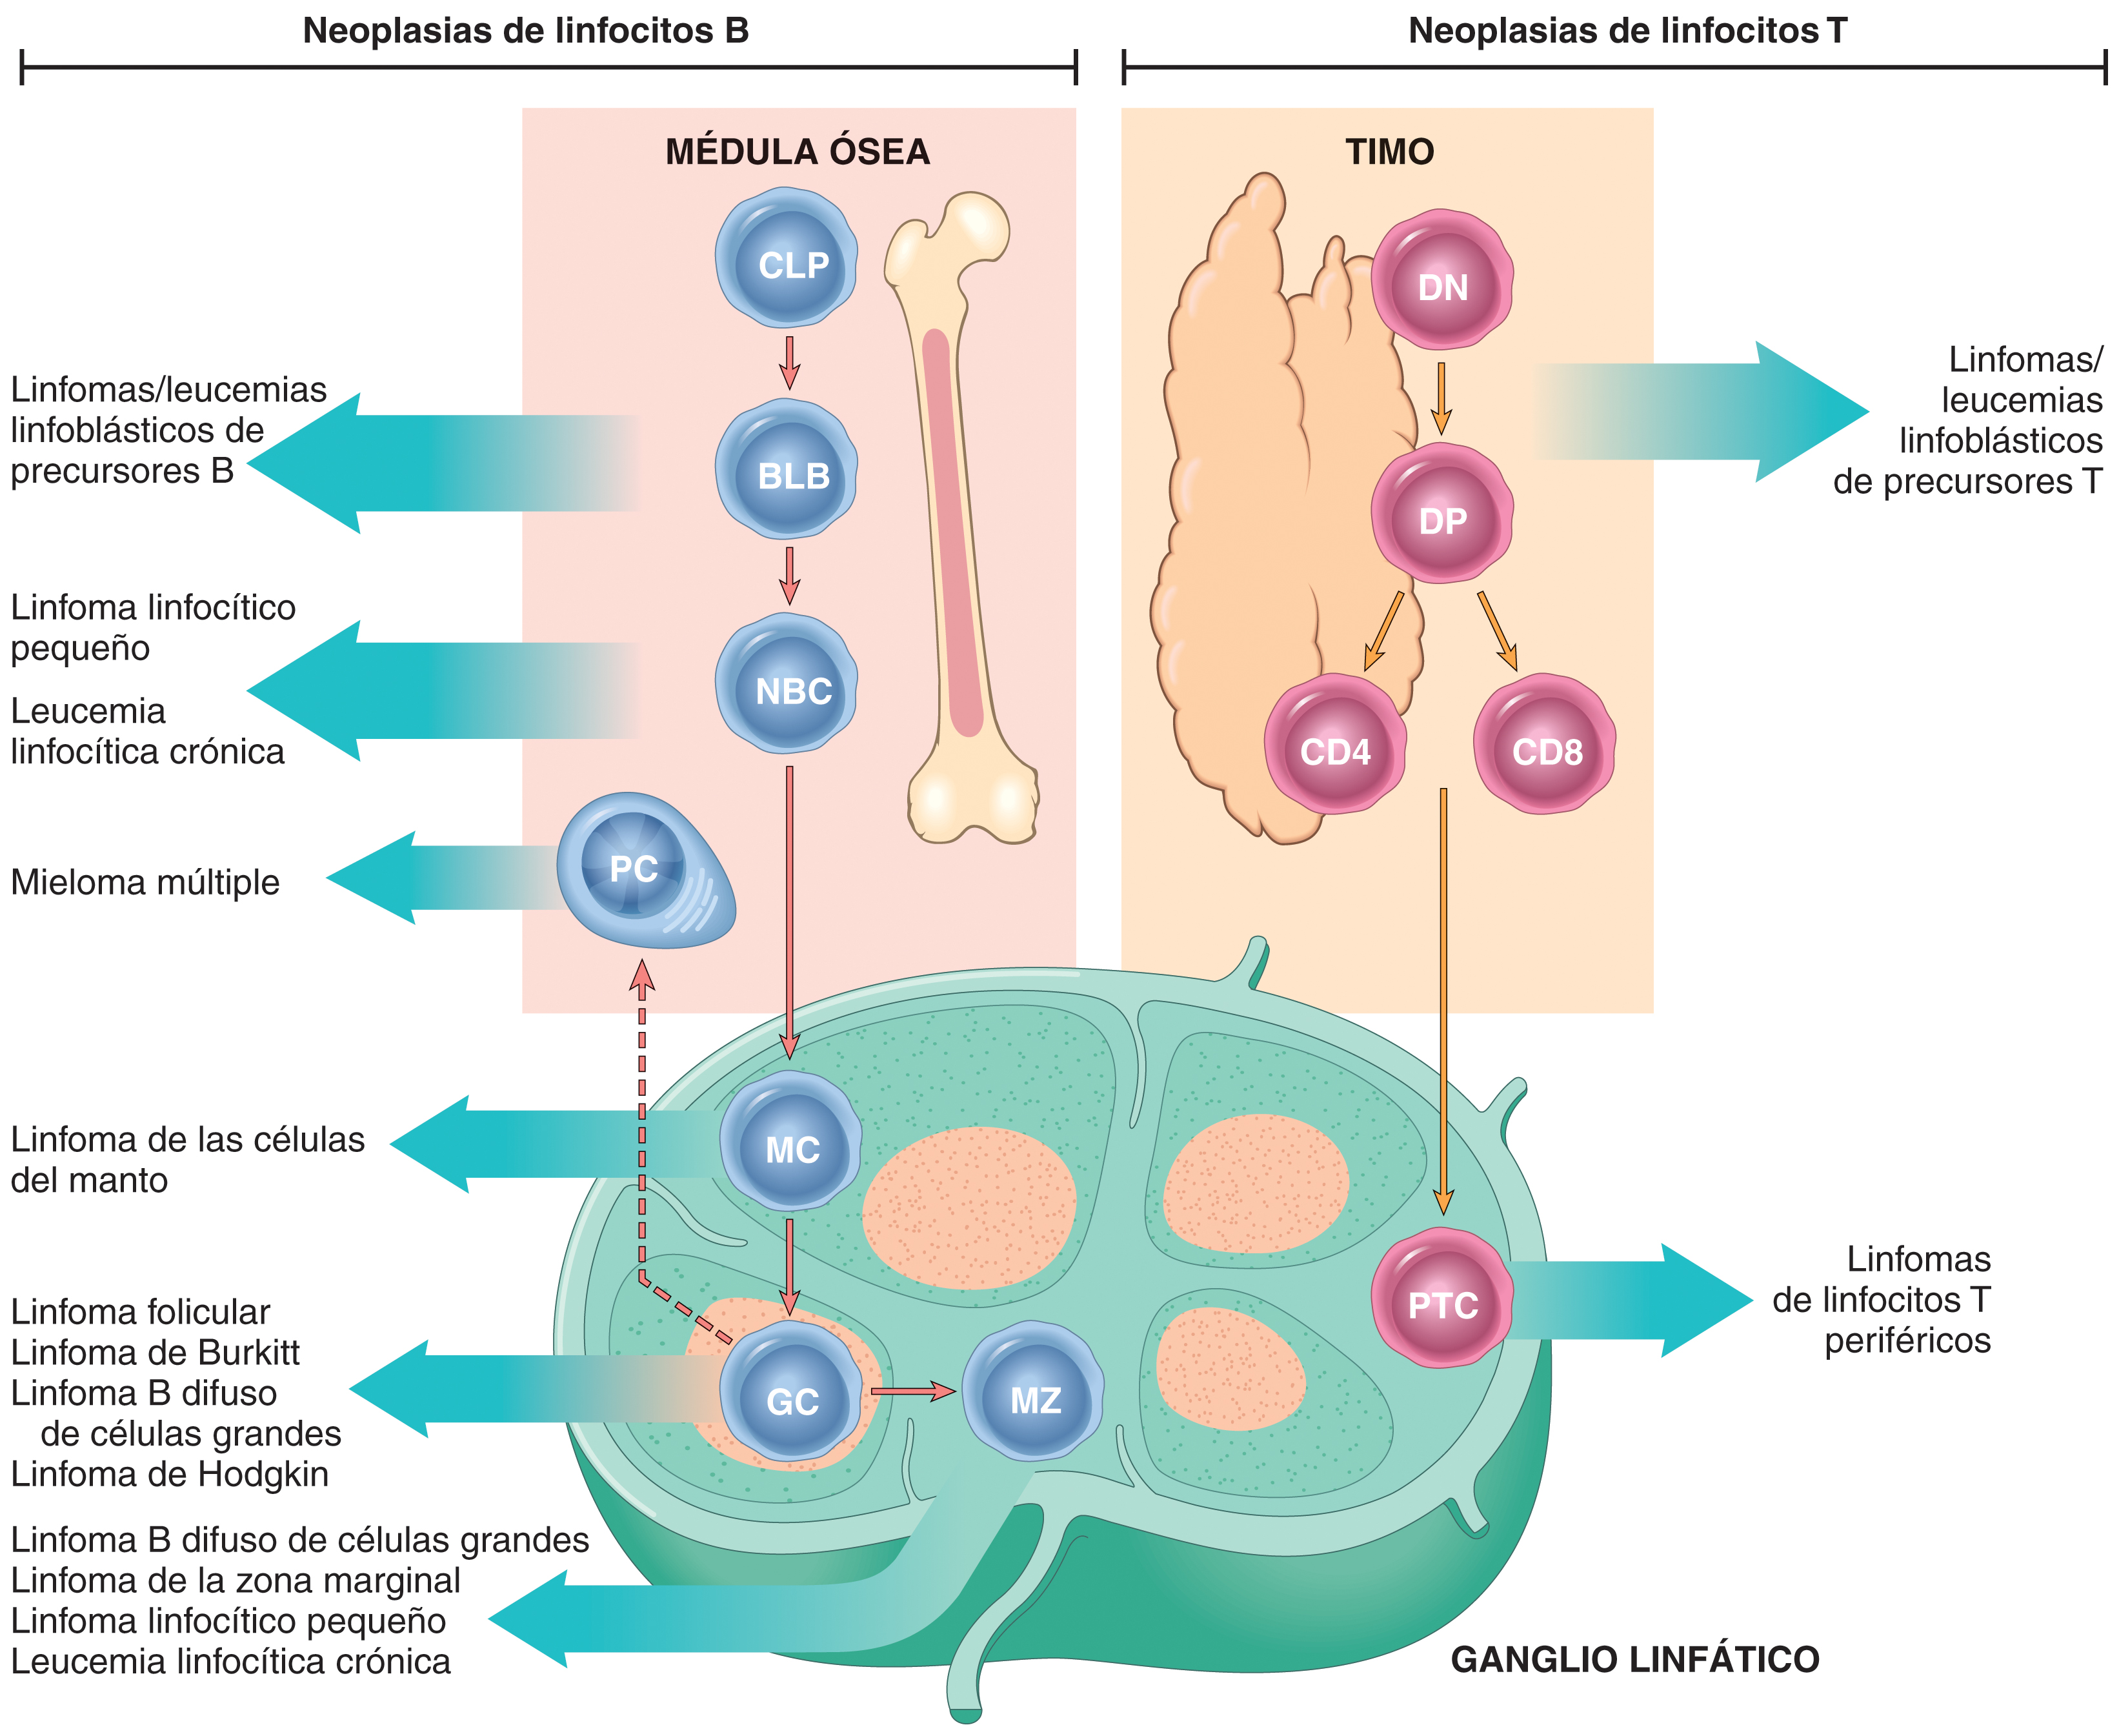 Neoplasias de linfocitos B
Neoplasias de linfocitos T
MÉDULA ÓSEA
TIMO
CLP
DN
Linfomas/leucemias
linfoblásticos de
precursores B
BLB
DP
Linfomas/
leucemias
linfoblásticos
de precursores T
Linfoma linfocítico
pequeño
Leucemia
linfocítica crónica
NBC
CD4
CD8
Mieloma múltiple
PC
Linfoma de las células
del manto
MC
Linfoma folicular
Linfoma de Burkitt
Linfoma B difuso
de células grandes
Linfoma de Hodgkin
GC
MZ
PTC
Linfomas
de linfocitos T
periféricos
Linfoma B difuso de células grandes
Linfoma de la zona marginal
Linfoma linfocítico pequeño
Leucemia linfocítica crónica
GANGLIO LINFÁTICO